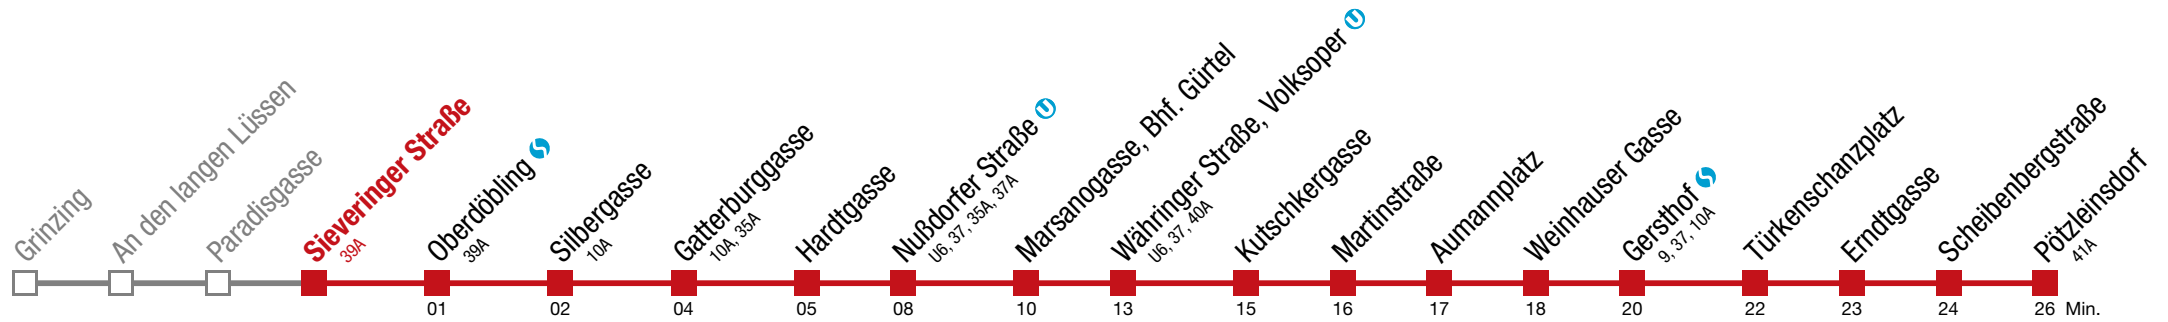 Grinzing
An den langen Lüssen
Paradisgasse
Sieveringer Straße
39A
Oberdöbling
39A
Silbergasse
10A
Gatterburggasse
10A, 35A
Hardtgasse
Nußdorfer Straße U
U6, 37, 35A, 37A
Marsanogasse, Bhf. Gürtel
Währinger Straße, Volksoper U
U6, 37, 40A
Kutschkergasse
Martinstraße
Aumannplatz
Weinhauser Gasse
Gersthof
9, 37, 10A
Türkenschanzplatz
Erndtgasse
Scheibenbergstraße
Pötzleinsdorf
41A
01 02 04 05 08 10 13 15 16 17 18 20 22 23 24 26 Min.